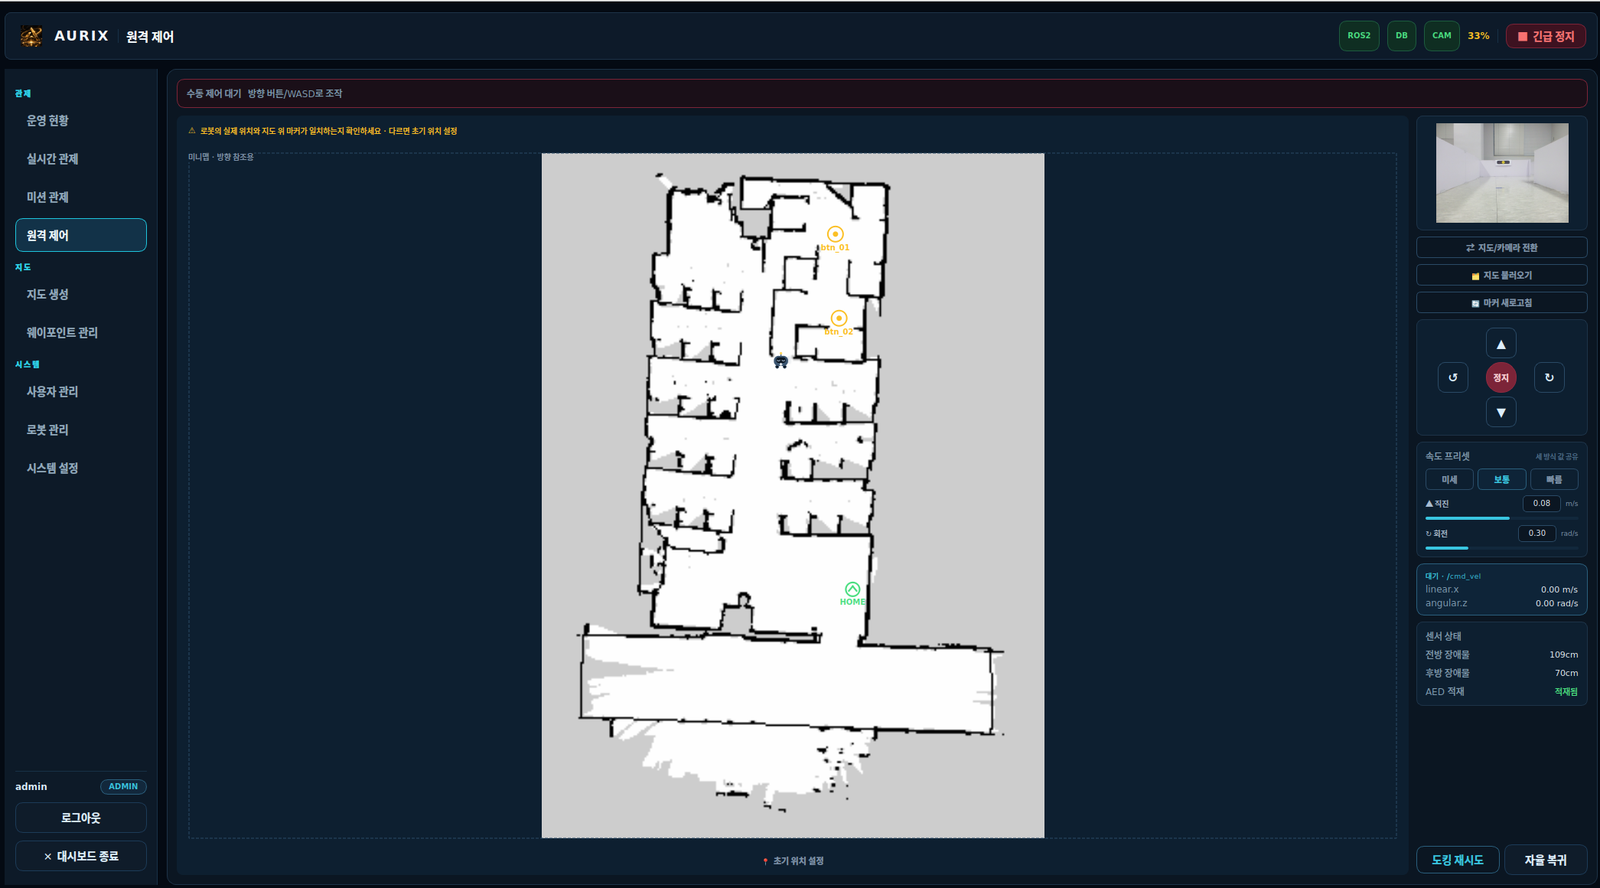 AURIX 원격 제어
ROS2 DB CAM 33% 긴급 정지
관제
운영 현황
실시간 관제
미션 관제
원격 제어
지도
지도 생성
웨이포인트 관리
시스템
사용자 관리
로봇 관리
시스템 설정
admin ADMIN
로그아웃
× 대시보드 종료
수동 제어 대기 방향 버튼/WASD로 조작
⚠ 로봇의 실제 위치와 지도 위 마커가 일치하는지 확인하세요 · 다르면 초기 위치 설정
미니맵 · 방향 참조용
btn_01
btn_02
HOME
초기 위치 설정
⇄ 지도/카메라 전환
지도 불러오기
마커 새로고침
▲
↺ 정지 ↻
▼
속도 프리셋 세 방식 값 공유
미세 보통 빠름
▲ 직진 0.08 m/s
↻ 회전 0.30 rad/s
대기 · /cmd_vel
linear.x 0.00 m/s
angular.z 0.00 rad/s
센서 상태
전방 장애물 109cm
후방 장애물 70cm
AED 적재 적재됨
도킹 재시도 자율 복귀